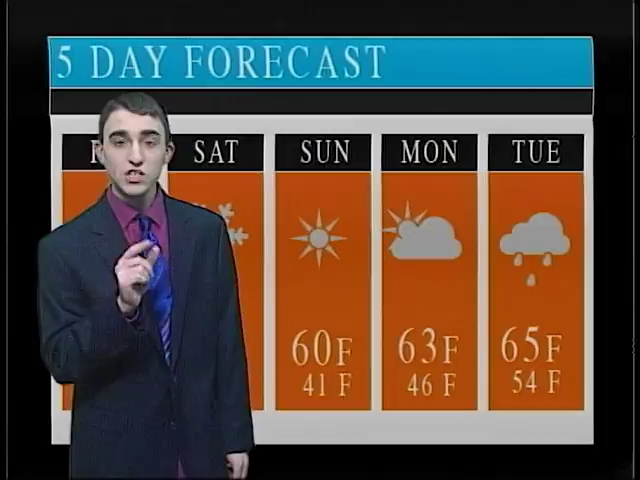 5 DAY FORECAST
SAT SUN MON TUE
60F 63F 65F
41 F 46 F 54 F